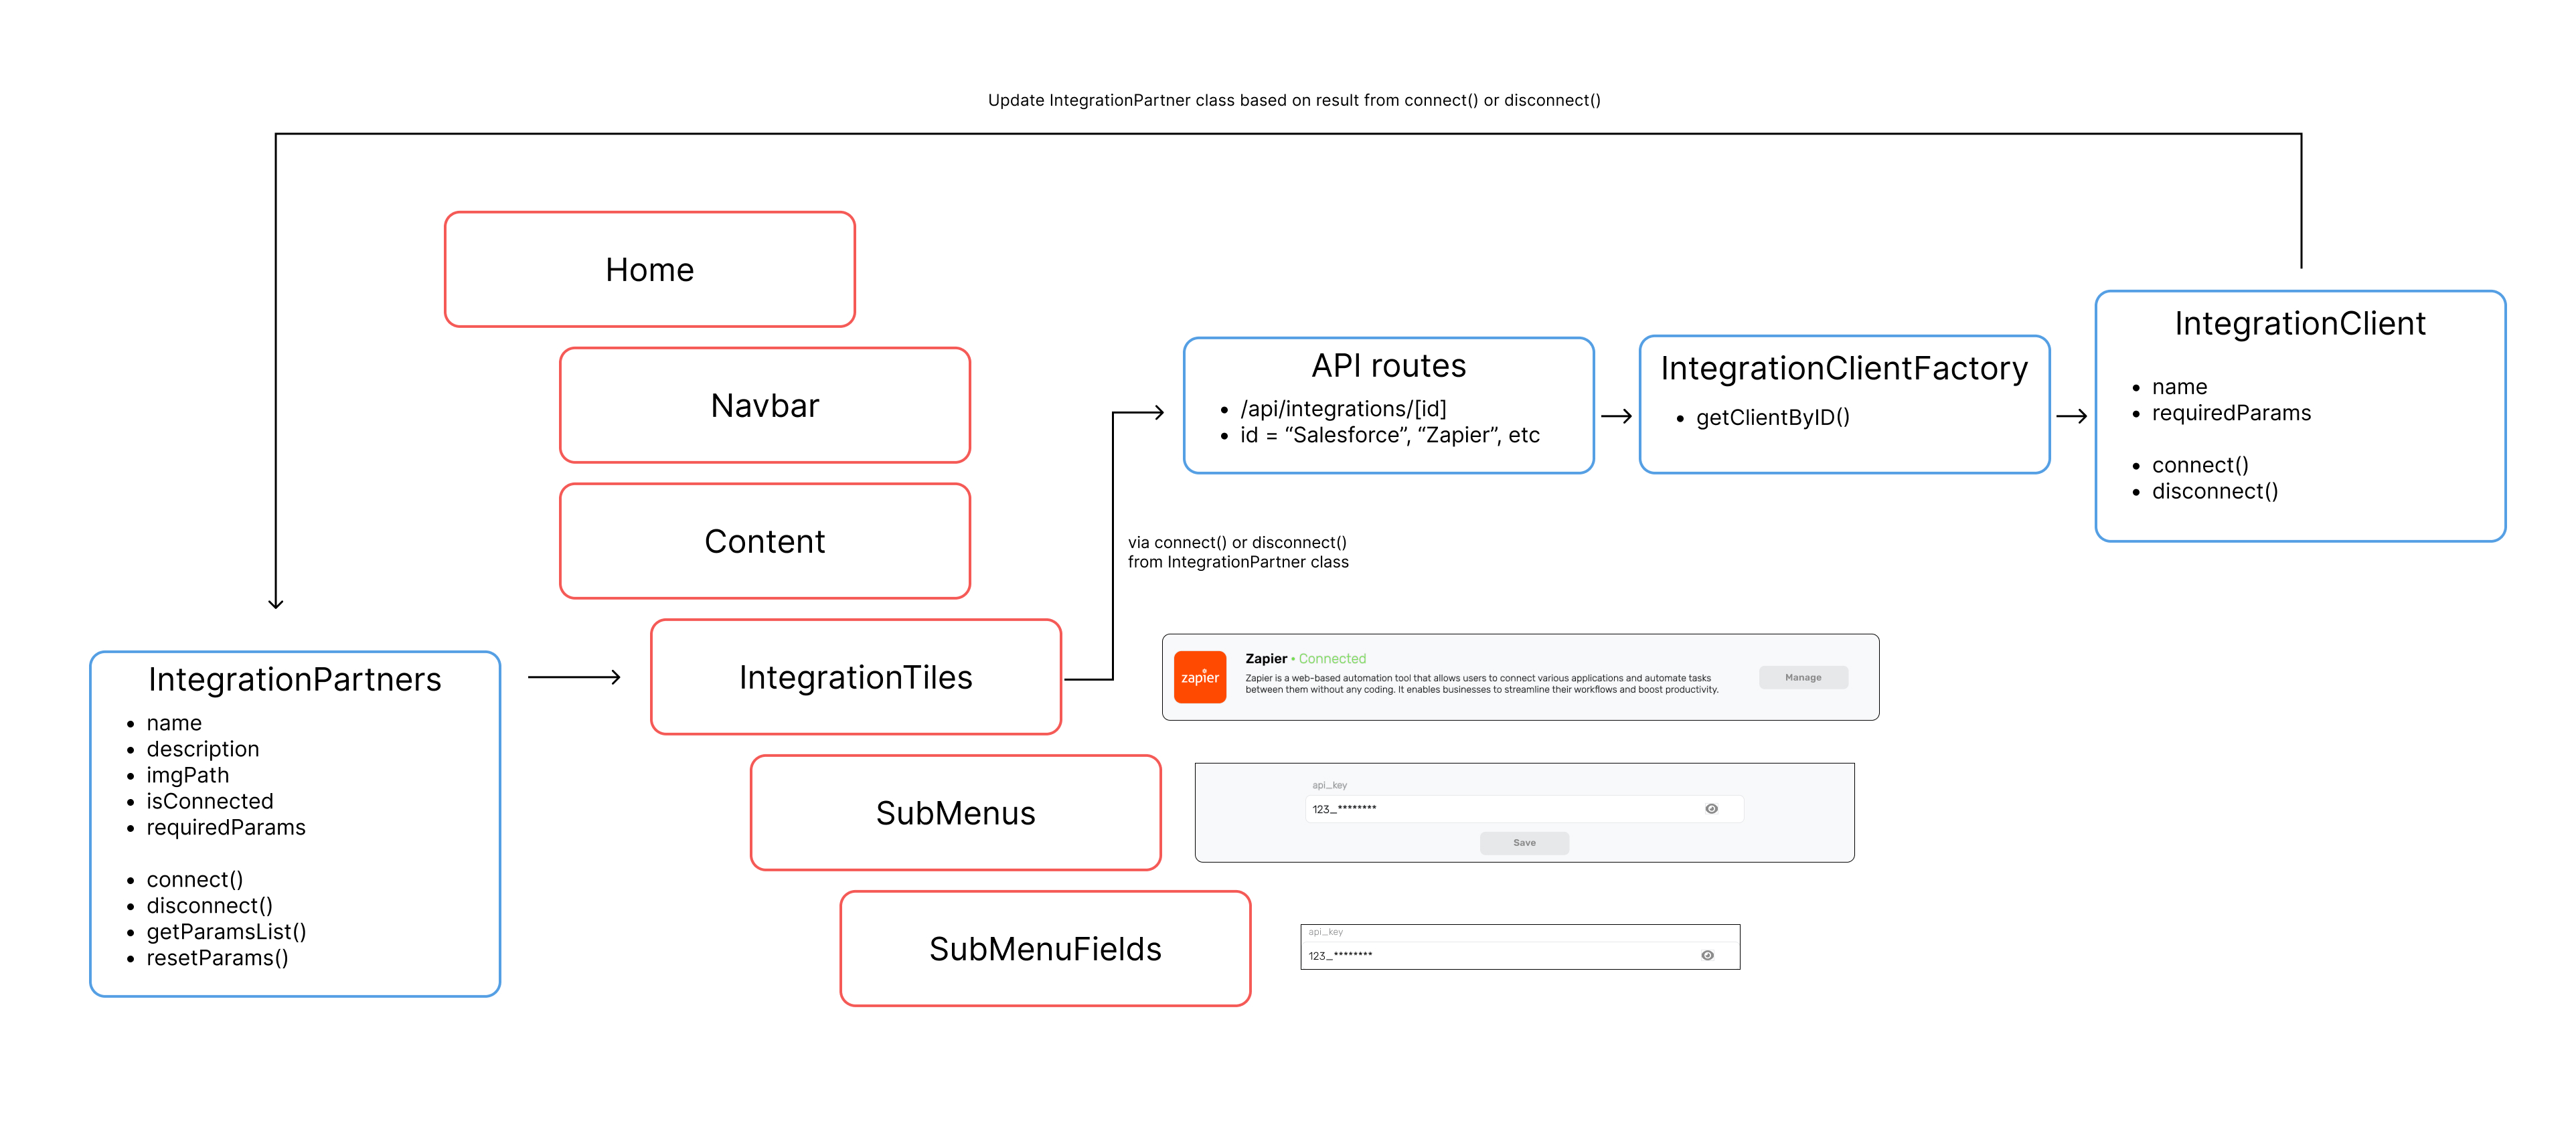 Update IntegrationPartner class based on result from connect() or disconnect()
Home
Navbar
Content
IntegrationTiles
SubMenus
SubMenuFields
IntegrationPartners
• name
• description
• imgPath
• isConnected
• requiredParams
• connect()
• disconnect()
• getParamsList()
• resetParams()
via connect() or disconnect()
from IntegrationPartner class
API routes
• /api/integrations/[id]
• id = “Salesforce”, “Zapier”, etc
IntegrationClientFactory
• getClientByID()
IntegrationClient
• name
• requiredParams
• connect()
• disconnect()
zapier
Zapier • Connected
Zapier is a web-based automation tool that allows users to connect various applications and automate tasks
between them without any coding. It enables businesses to streamline their workflows and boost productivity.
Manage
api_key
123_********
Save
api_key
123_********